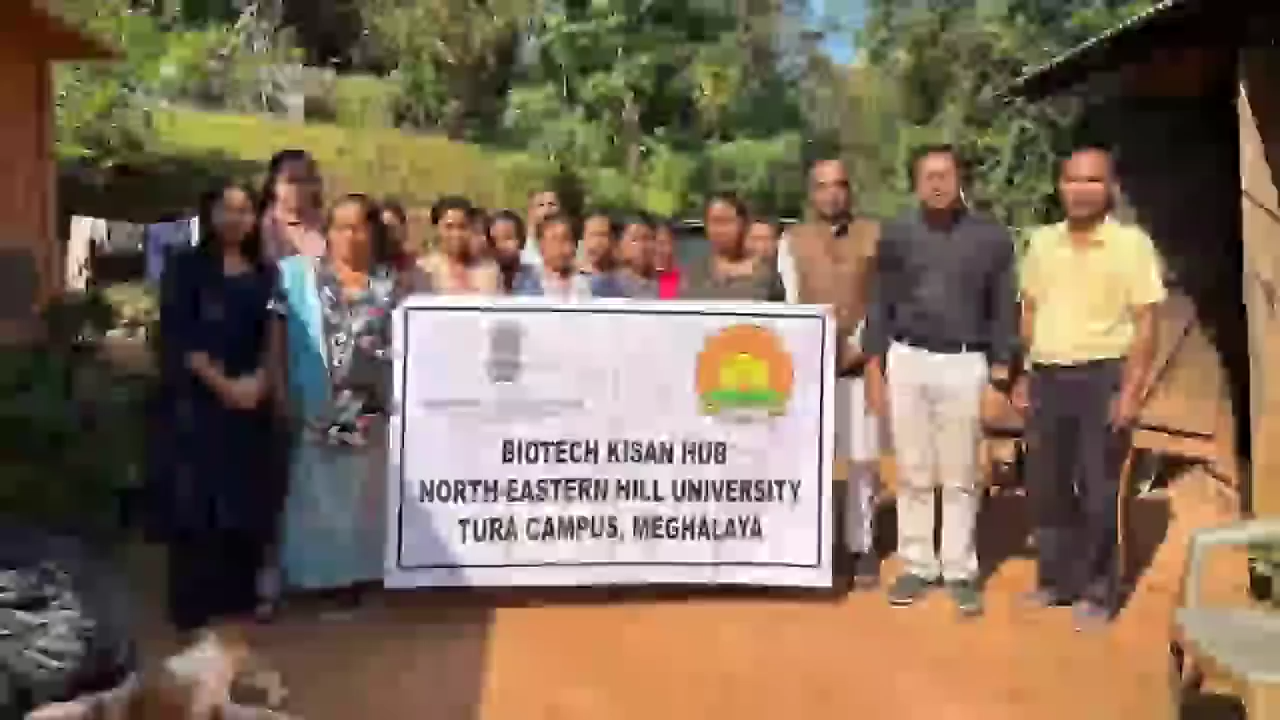 BIOTECH KISAN HUB
NORTH-EASTERN HILL UNIVERSITY
TURA CAMPUS, MEGHALAYA